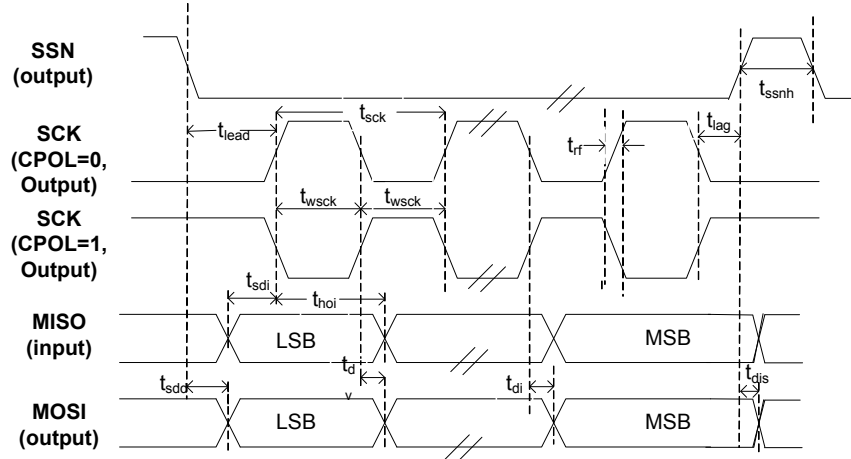 SSN
(output)
t_ssnh
t_sck
t_lead
t_rf
t_lag
SCK
(CPOL=0,
Output)
t_wsck
t_wsck
SCK
(CPOL=1,
Output)
t_sdi
t_hoi
MISO
(input)
LSB
MSB
t_sdd
t_d
v
t_di
t_dis
MOSI
(output)
LSB
MSB